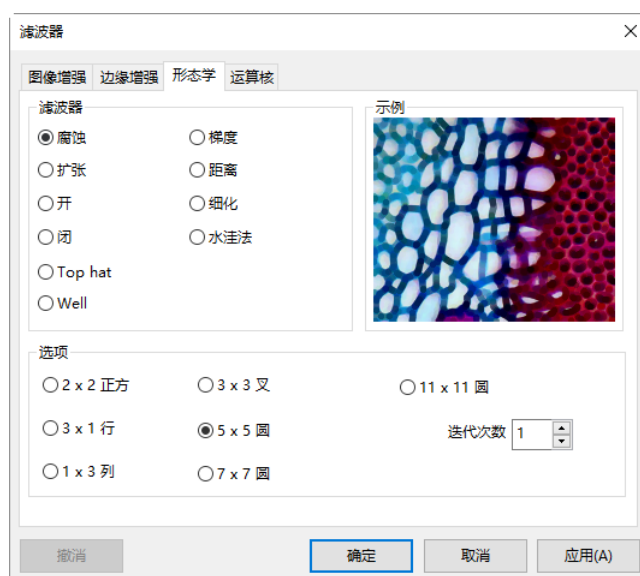 滤波器
图像增强 边缘增强 形态学 运算核
滤波器
腐蚀 梯度
扩张 距离
开 细化
闭 水洼法
Top hat
Well
示例
选项
2 x 2 正方 3 x 3 叉 11 x 11 圆
3 x 1 行 5 x 5 圆 迭代次数 1
1 x 3 列 7 x 7 圆
撤消 确定 取消 应用(A)